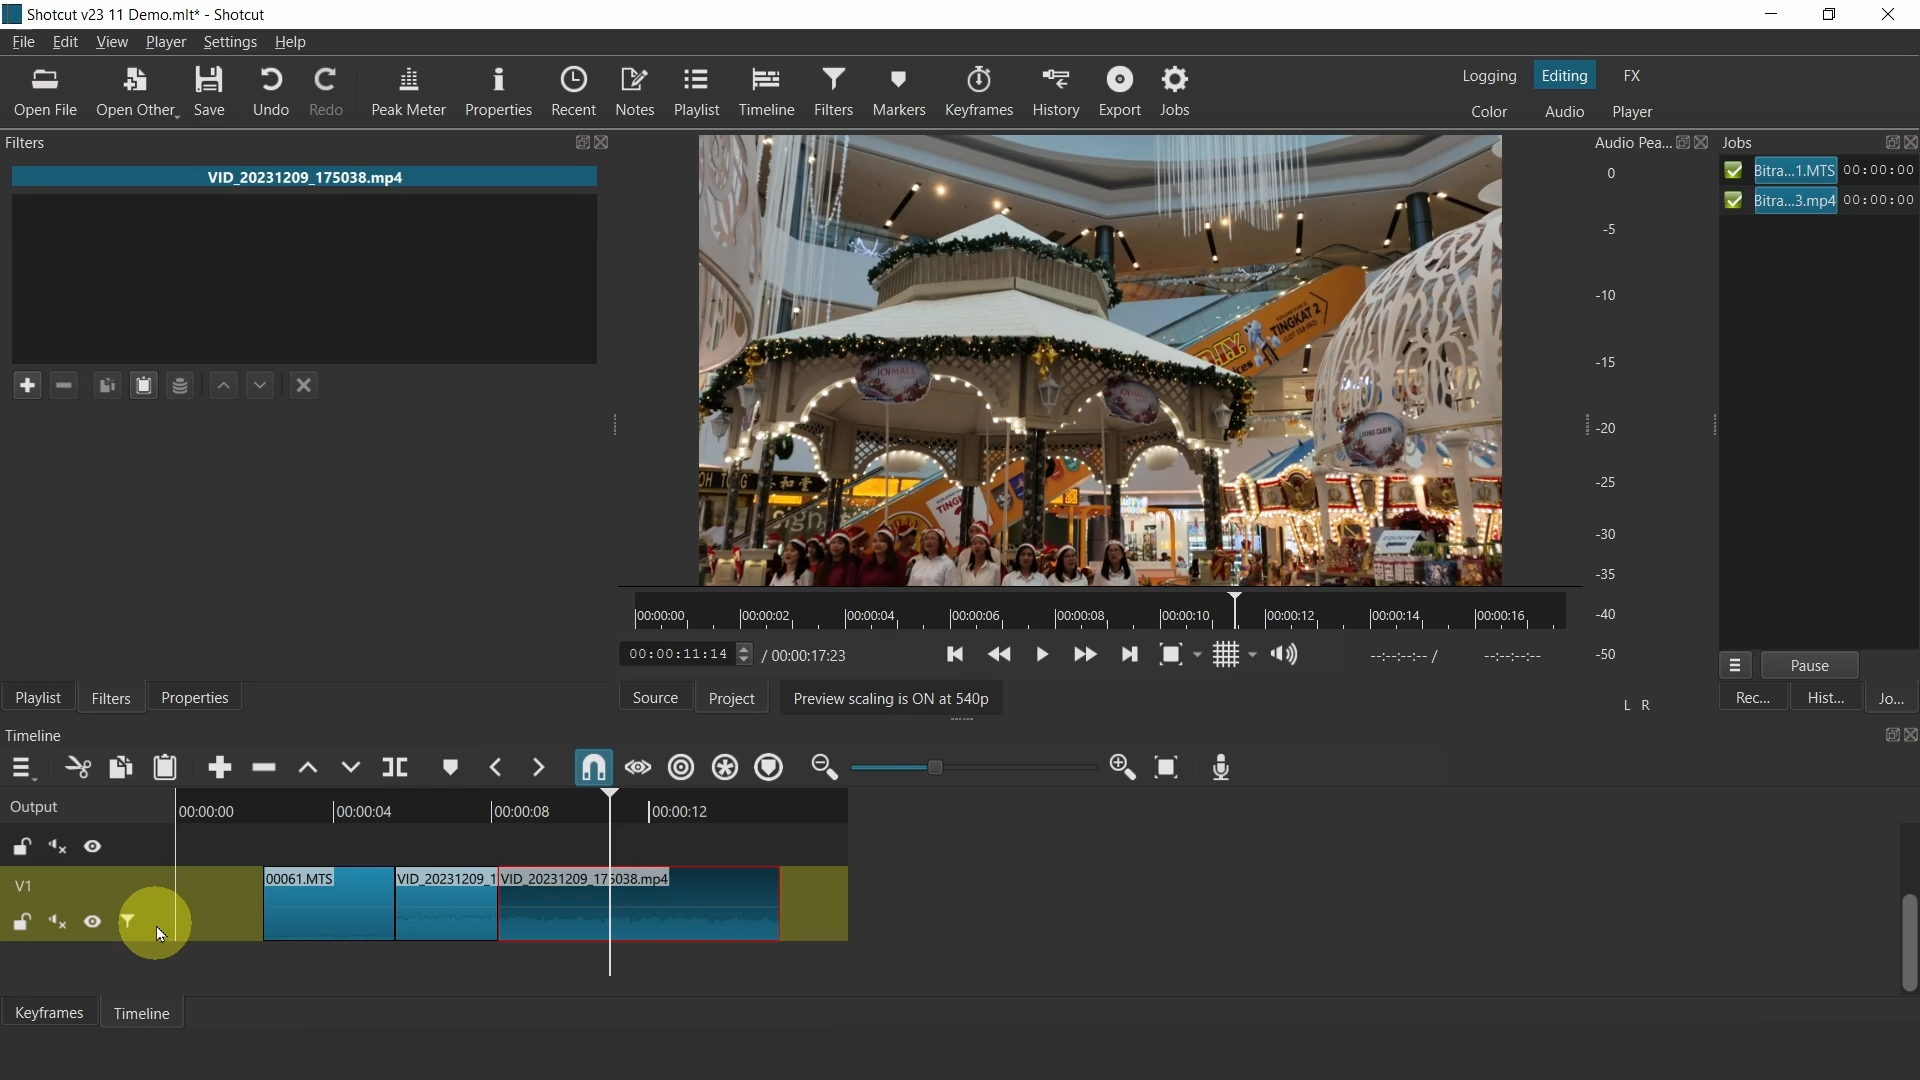 Shotcut v23 11 Demo.mlt* - Shotcut
File Edit View Player Settings Help
Open File Open Other Save Undo Redo Peak Meter Properties Recent Notes Playlist Timeline Filters Markers Keyframes History Export Jobs
Logging Editing FX
Color Audio Player
Filters
VID_20231209_175038.mp4
JOIMALL
JOIMALL
TINGKAT 2
D.I.Y.
LIVING CABIN
TINGKAT
Audio Pea...
0
-5
-10
-15
-20
-25
-30
-35
-40
-50
L R
Jobs
Bitra...1.MTS 00:00:00
Bitra...3.mp4 00:00:00
Pause
Rec... Hist... Jo...
00:00:00 00:00:02 00:00:04 00:00:06 00:00:08 00:00:10 00:00:12 00:00:14 00:00:16
00:00:11:14 / 00:00:17:23 --:--:--:-- / --:--:--:--
Playlist Filters Properties
Source Project Preview scaling is ON at 540p
Timeline
Output 00:00:00 00:00:04 00:00:08 00:00:12
V1
00061.MTS VID_20231209_1 VID_20231209_175038.mp4
Keyframes Timeline